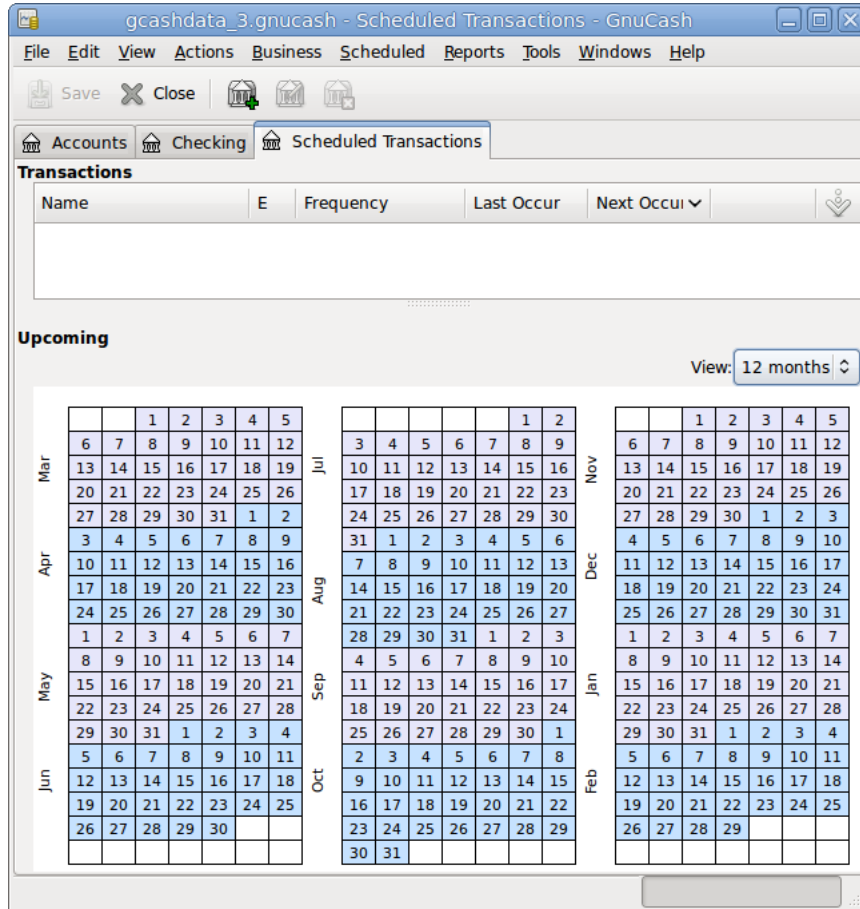 gcashdata_3.gnucash - Scheduled Transactions - GnuCash
File Edit View Actions Business Scheduled Reports Tools Windows Help
Save Close
Accounts Checking Scheduled Transactions
Transactions
Name E Frequency Last Occur Next Occur
Upcoming
View: 12 months
Mar
1 2 3 4 5
6 7 8 9 10 11 12
13 14 15 16 17 18 19
20 21 22 23 24 25 26
27 28 29 30 31 1 2
Apr
3 4 5 6 7 8 9
10 11 12 13 14 15 16
17 18 19 20 21 22 23
24 25 26 27 28 29 30
May
1 2 3 4 5 6 7
8 9 10 11 12 13 14
15 16 17 18 19 20 21
22 23 24 25 26 27 28
29 30 31 1 2 3 4
Jun
5 6 7 8 9 10 11
12 13 14 15 16 17 18
19 20 21 22 23 24 25
26 27 28 29 30
Jul
1 2
3 4 5 6 7 8 9
10 11 12 13 14 15 16
17 18 19 20 21 22 23
24 25 26 27 28 29 30
31 1 2 3 4 5 6
Aug
7 8 9 10 11 12 13
14 15 16 17 18 19 20
21 22 23 24 25 26 27
28 29 30 31 1 2 3
Sep
4 5 6 7 8 9 10
11 12 13 14 15 16 17
18 19 20 21 22 23 24
25 26 27 28 29 30 1
Oct
2 3 4 5 6 7 8
9 10 11 12 13 14 15
16 17 18 19 20 21 22
23 24 25 26 27 28 29
30 31
Nov
1 2 3 4 5
6 7 8 9 10 11 12
13 14 15 16 17 18 19
20 21 22 23 24 25 26
27 28 29 30 1 2 3
Dec
4 5 6 7 8 9 10
11 12 13 14 15 16 17
18 19 20 21 22 23 24
25 26 27 28 29 30 31
Jan
1 2 3 4 5 6 7
8 9 10 11 12 13 14
15 16 17 18 19 20 21
22 23 24 25 26 27 28
29 30 31 1 2 3 4
Feb
5 6 7 8 9 10 11
12 13 14 15 16 17 18
19 20 21 22 23 24 25
26 27 28 29